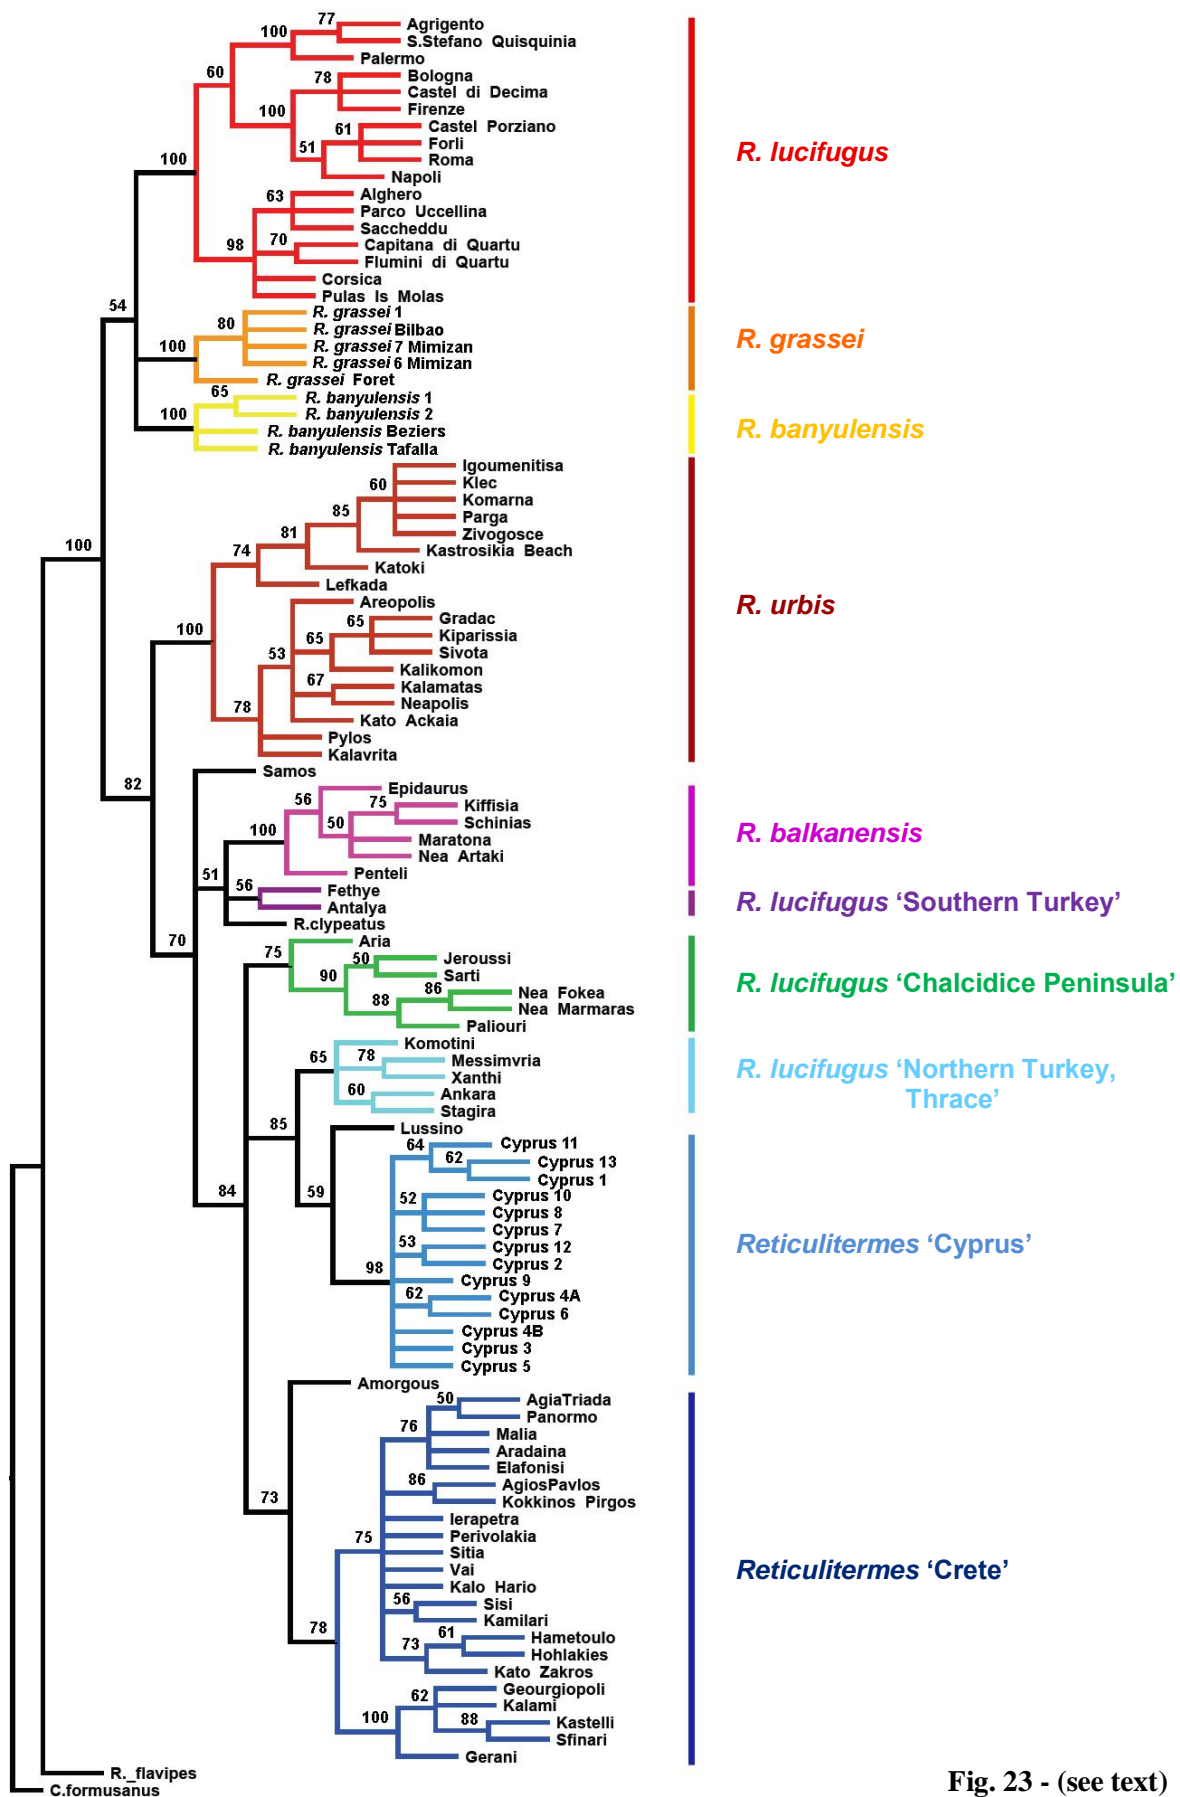 77
Agrigento
100
S.Stefano Quisquinia
Palermo
60
78
Bologna
Castel di Decima
100
Firenze
61
Castel Porziano
Forli
51
Roma
100
Napoli
R. lucifugus
63
Alghero
Parco Uccellina
Saccheddu
98
70
Capitana di Quartu
Flumini di Quartu
Corsica
Pulas Is Molas
54
R. grassei 1
80
R. grassei Bilbao
R. grassei 7 Mimizan
100
R. grassei 6 Mimizan
R. grassei Foret
R. grassei
65
R. banyulensis 1
100
R. banyulensis 2
R. banyulensis Beziers
R. banyulensis Tafalla
R. banyulensis
Igoumenitisa
60
Klec
Komarna
85
Parga
81
Zivogosce
100
74
Kastrosikia Beach
Katoki
Lefkada
R. urbis
Areopolis
100
65
Gradac
65
Kiparissia
53
Sivota
Kalikomon
67
Kalamatas
78
Neapolis
Kato Ackaia
Pylos
Kalavrita
82
Samos
Epidaurus
56
75
Kiffisia
100
50
Schinias
Maratona
Nea Artaki
51
Penteli
R. balkanensis
56
Fethye
Antalya
R. lucifugus ‘Southern Turkey’
R.clypeatus
70
75
Aria
50
Jeroussi
90
Sarti
88
86
Nea Fokea
Nea Marmaras
Paliouri
R. lucifugus ‘Chalcidice Peninsula’
Komotini
65
78
Messimvria
Xanthi
60
Ankara
Stagira
R. lucifugus ‘Northern Turkey,
Thrace’
85
Lussino
64
Cyprus 11
62
Cyprus 13
Cyprus 1
84
59
52
Cyprus 10
Cyprus 8
Cyprus 7
53
Cyprus 12
98
Cyprus 2
Cyprus 9
62
Cyprus 4A
Cyprus 6
Cyprus 4B
Cyprus 3
Cyprus 5
Reticulitermes ‘Cyprus’
Amorgous
50
AgiaTriada
76
Panormo
Malia
Aradaina
Elafonisi
86
AgiosPavlos
73
Kokkinos Pirgos
Ierapetra
75
Perivolakia
Sitia
Vai
Kalo Hario
56
Sisi
Kamilari
78
61
Hametoulo
73
Hohlakies
Kato Zakros
Reticulitermes ‘Crete’
62
Geourgiopoli
Kalami
100
88
Kastelli
Sfinari
Gerani
R._flavipes
C.formusanus
Fig. 23 - (see text)